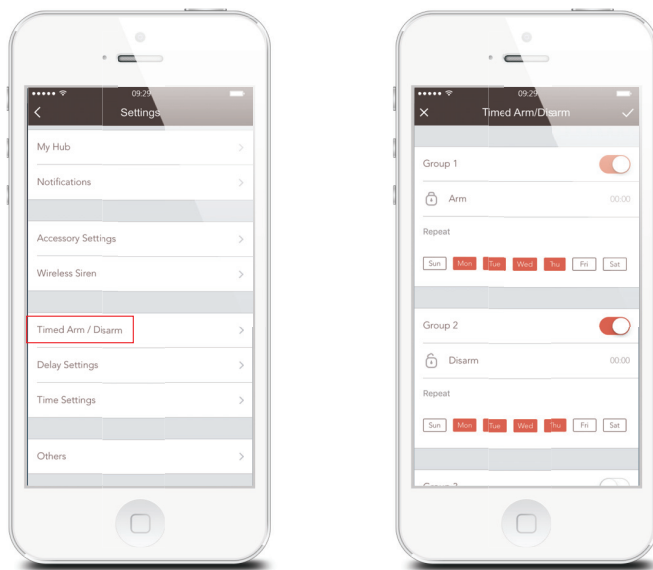 09:29
Settings
My Hub
Notifications
Accessory Settings
Wireless Siren
Timed Arm / Disarm
Delay Settings
Time Settings
Others
09:29
Timed Arm/Disarm
Group 1
Arm 00:00
Repeat
Sun Mon Tue Wed Thu Fri Sat
Group 2
Disarm 00:00
Repeat
Sun Mon Tue Wed Thu Fri Sat